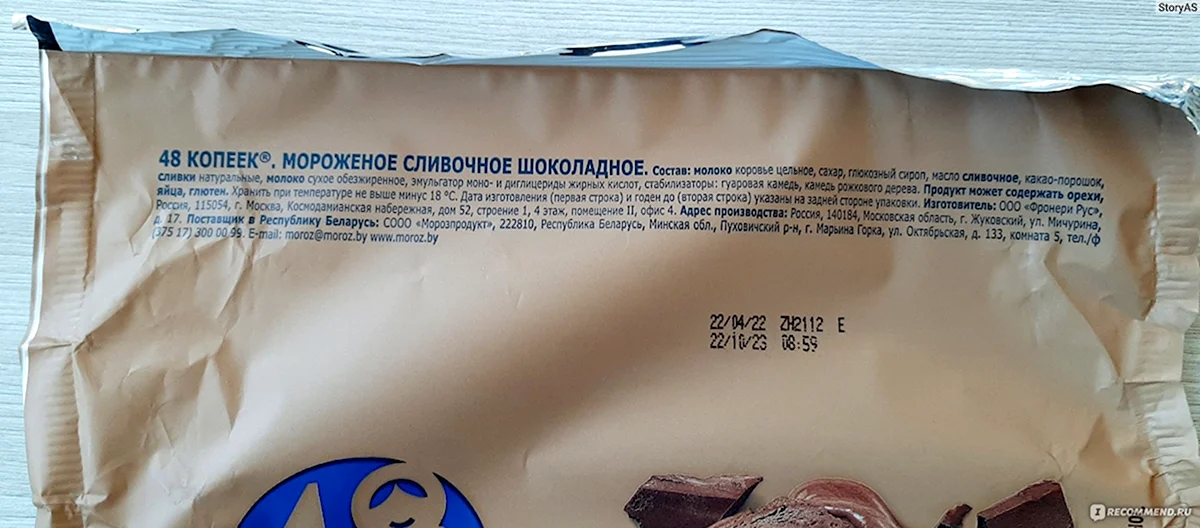 StoryAS
48 КОПЕЕК®. МОРОЖЕНОЕ СЛИВОЧНОЕ ШОКОЛАДНОЕ. Состав: молоко коровье цельное, сахар, глюкозный сироп, масло сливочное, какао-порошок,
сливки натуральные, молоко сухое обезжиренное, эмульгатор моно- и диглицериды жирных кислот, стабилизаторы: гуаровая камедь, камедь рожкового дерева. Продукт может содержать орехи,
яйца, глютен. Хранить при температуре не выше минус 18 °C. Дата изготовления (первая строка) и годен до (вторая строка) указаны на задней стороне упаковки. Изготовитель: ООО «Фронери Рус»,
Россия, 115054, г. Москва, Космодамианская набережная, дом 52, строение 1, 4 этаж, помещение II, офис 4. Адрес производства: Россия, 140184, Московская область, г. Жуковский, ул. Мичурина,
д. 17. Поставщик в Республику Беларусь: СООО «Морозпродукт», 222810, Республика Беларусь, Минская обл., Пуховичский р-н, г. Марьина Горка, ул. Октябрьская, д. 133, комната 5, тел./ф
(375 17) 300 00 99. E-mail: moroz@moroz.by www.moroz.by
22/04/22 ZH2112 E
22/10/23 08:59
48
IRECOMMEND.RU